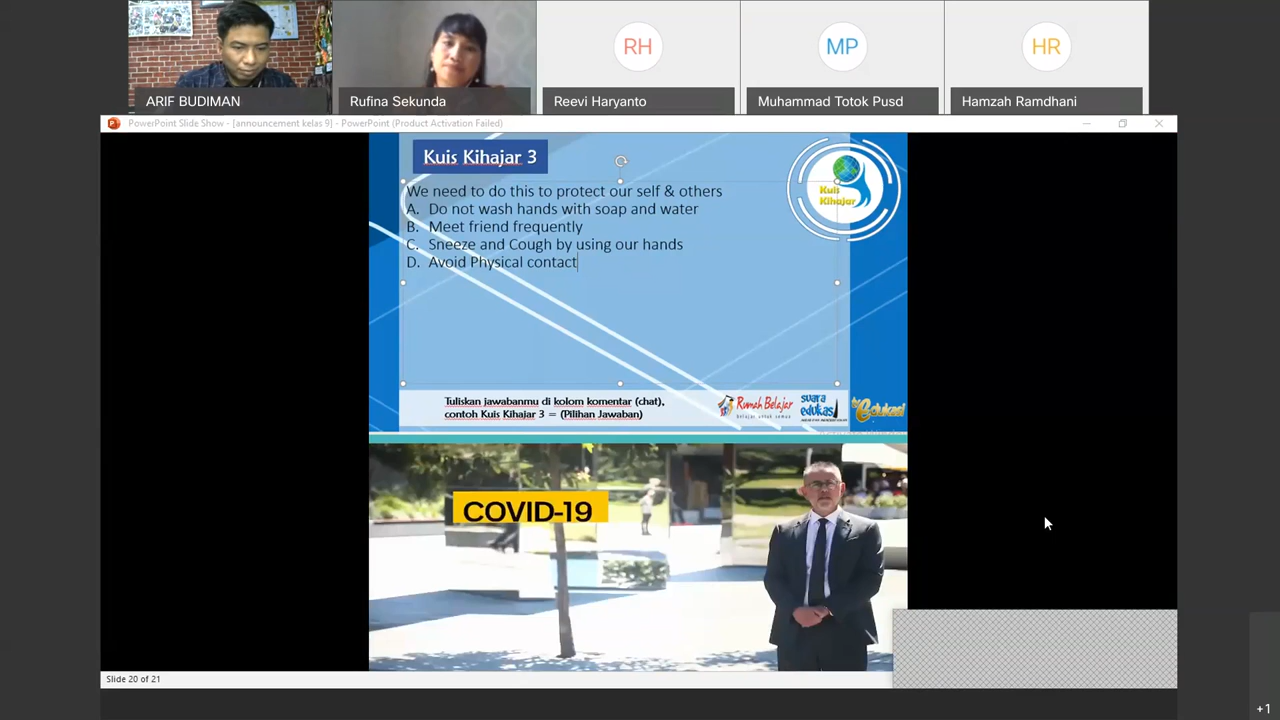 RH
MP
HR
ARIF BUDIMAN
Rufina Sekunda
Reevi Haryanto
Muhammad Totok Pusd
Hamzah Ramdhani
PowerPoint Slide Show - [announcement kelas 9] - PowerPoint (Product Activation Failed)
Kuis Kihajar 3
Kuis
Kihajar
We need to do this to protect our self & others
A. Do not wash hands with soap and water
B. Meet friend frequently
C. Sneeze and Cough by using our hands
D. Avoid Physical contact
Tuliskan jawabanmu di kolom komentar (chat),
contoh Kuis Kihajar 3 = (Pilihan Jawaban)
Rumah Belajar
belajar untuk semua
suara
edukasi
edukasi
COVID-19
Slide 20 of 21
+1